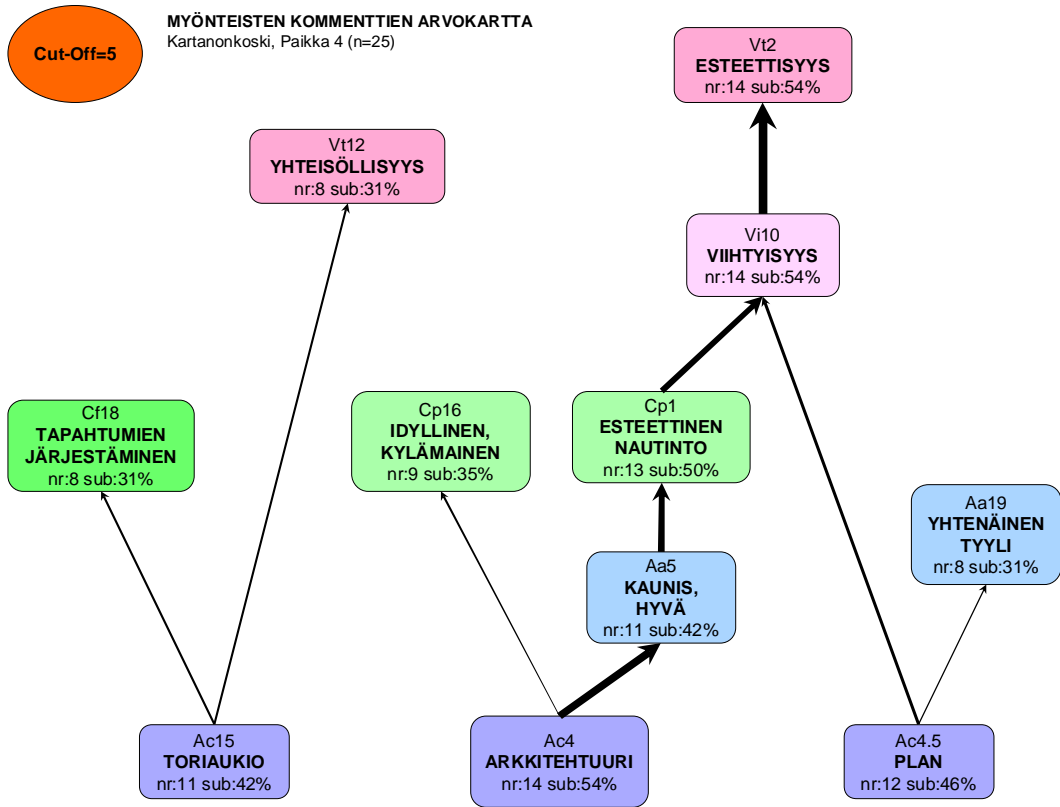 Cut-Off=5
MYÖNTEISTEN KOMMENTTIEN ARVOKARTTA
Kartanonkoski, Paikka 4 (n=25)
Vt2
ESTEETTISYYS
nr:14 sub:54%
Vt12
YHTEISÖLLISYYS
nr:8 sub:31%
Vi10
VIIHTYISYYS
nr:14 sub:54%
Cf18
TAPAHTUMIEN
JÄRJESTÄMINEN
nr:8 sub:31%
Cp16
IDYLLINEN,
KYLÄMAINEN
nr:9 sub:35%
Cp1
ESTEETTINEN
NAUTINTO
nr:13 sub:50%
Aa19
YHTENÄINEN
TYYLI
nr:8 sub:31%
Aa5
KAUNIS,
HYVÄ
nr:11 sub:42%
Ac15
TORIAUKIO
nr:11 sub:42%
Ac4
ARKKITEHTUURI
nr:14 sub:54%
Ac4.5
PLAN
nr:12 sub:46%